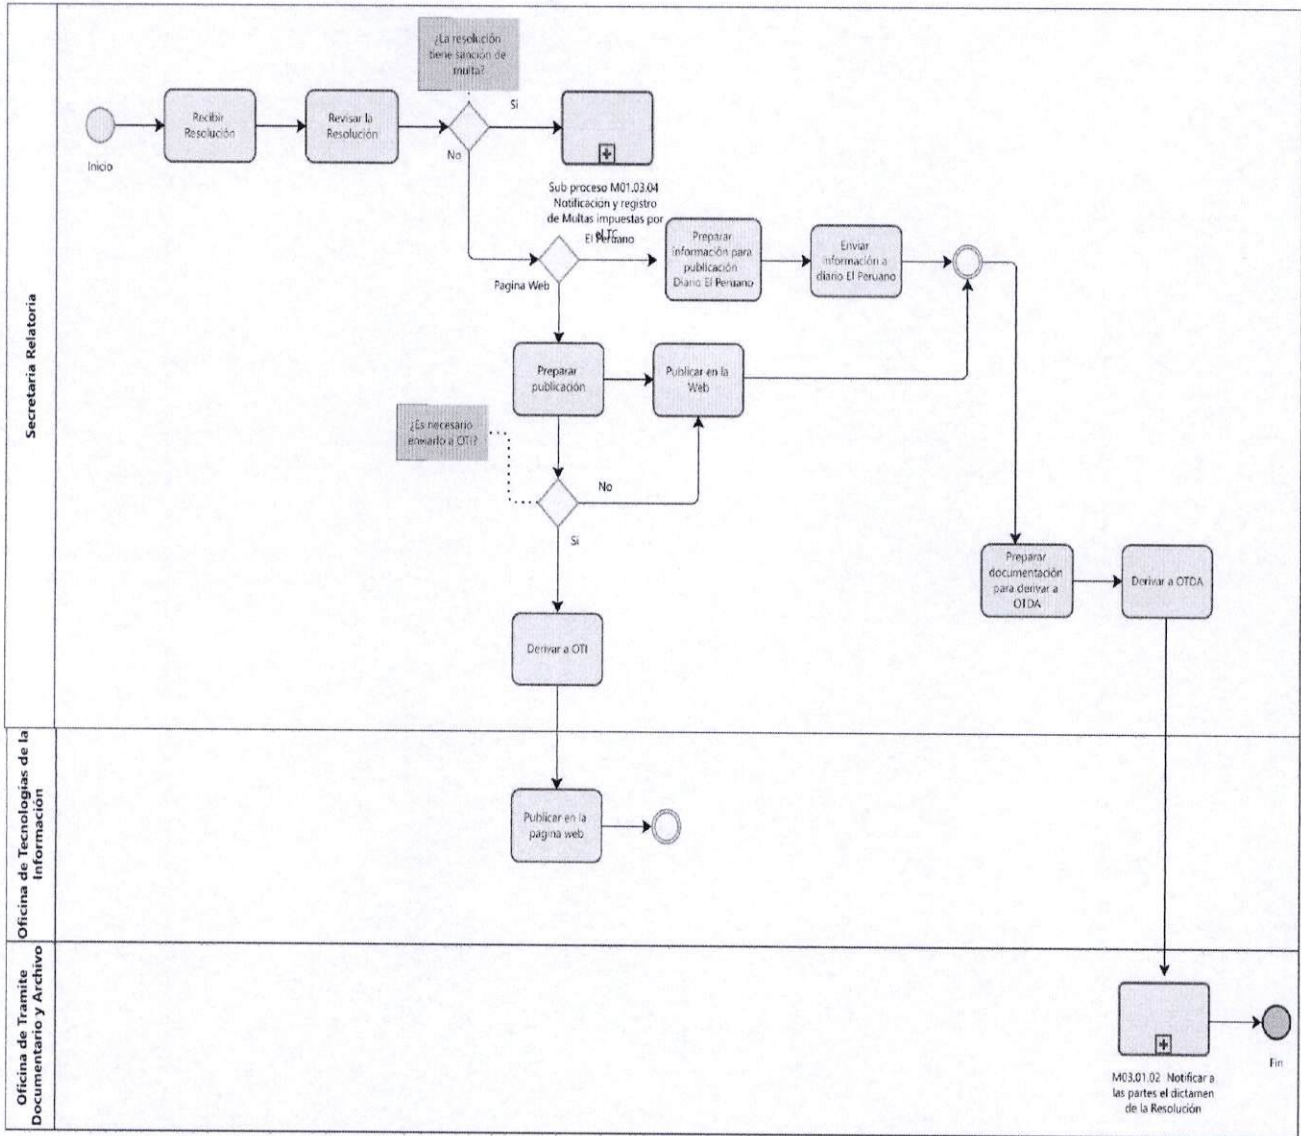 Secretaria Relatoria
¿La resolución
tiene sanción de
multa?
Inicio
Recibir
Resolución
Revisar la
Resolución
Si
No
Sub proceso M01.03.04
Notificación y registro
de Multas impuestas por
el TC
El Peruano
Pagina Web
Preparar
información para
publicación
Diario El Peruano
Enviar
información a
diario El Peruano
Preparar
publicación
Publicar en la
Web
¿Es necesario
enviarlo a OTI?
No
Si
Preparar
documentación
para derivar a
OTDA
Derivar a OTDA
Derivar a OTI
Oficina de Tecnologías de la
Información
Publicar en la
página web
Oficina de Tramite
Documentario y Archivo
M03.01.02 Notificar a
las partes el dictamen
de la Resolución
Fin